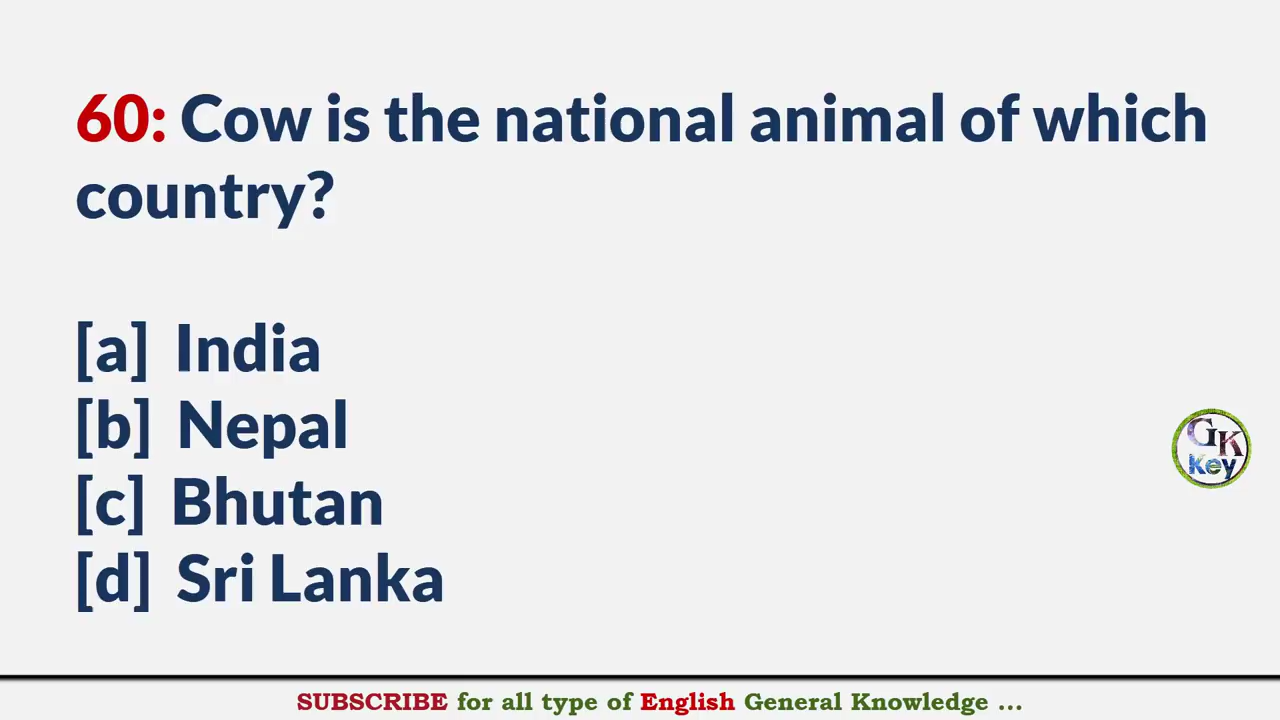 60: Cow is the national animal of which
country?
[a] India
[b] Nepal
[c] Bhutan
[d] Sri Lanka
GK
Key
SUBSCRIBE for all type of English General Knowledge ...